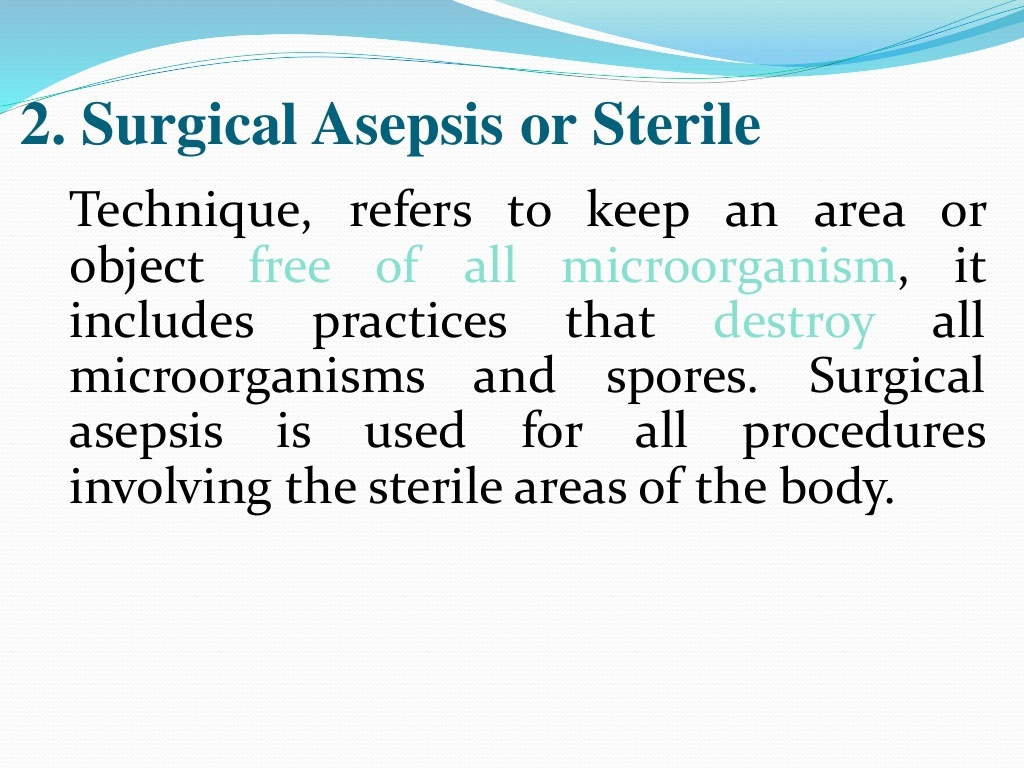 2. Surgical Asepsis or Sterile
Technique, refers to keep an area or
object free of all microorganism, it
includes practices that destroy all
microorganisms and spores. Surgical
asepsis is used for all procedures
involving the sterile areas of the body.